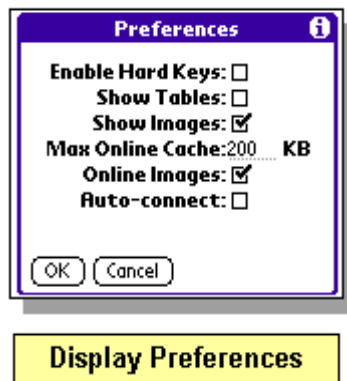 Preferences i
Enable Hard Keys:
Show Tables:
Show Images:
Max Online Cache:200 KB
Online Images:
Auto-connect:
OK Cancel
Display Preferences